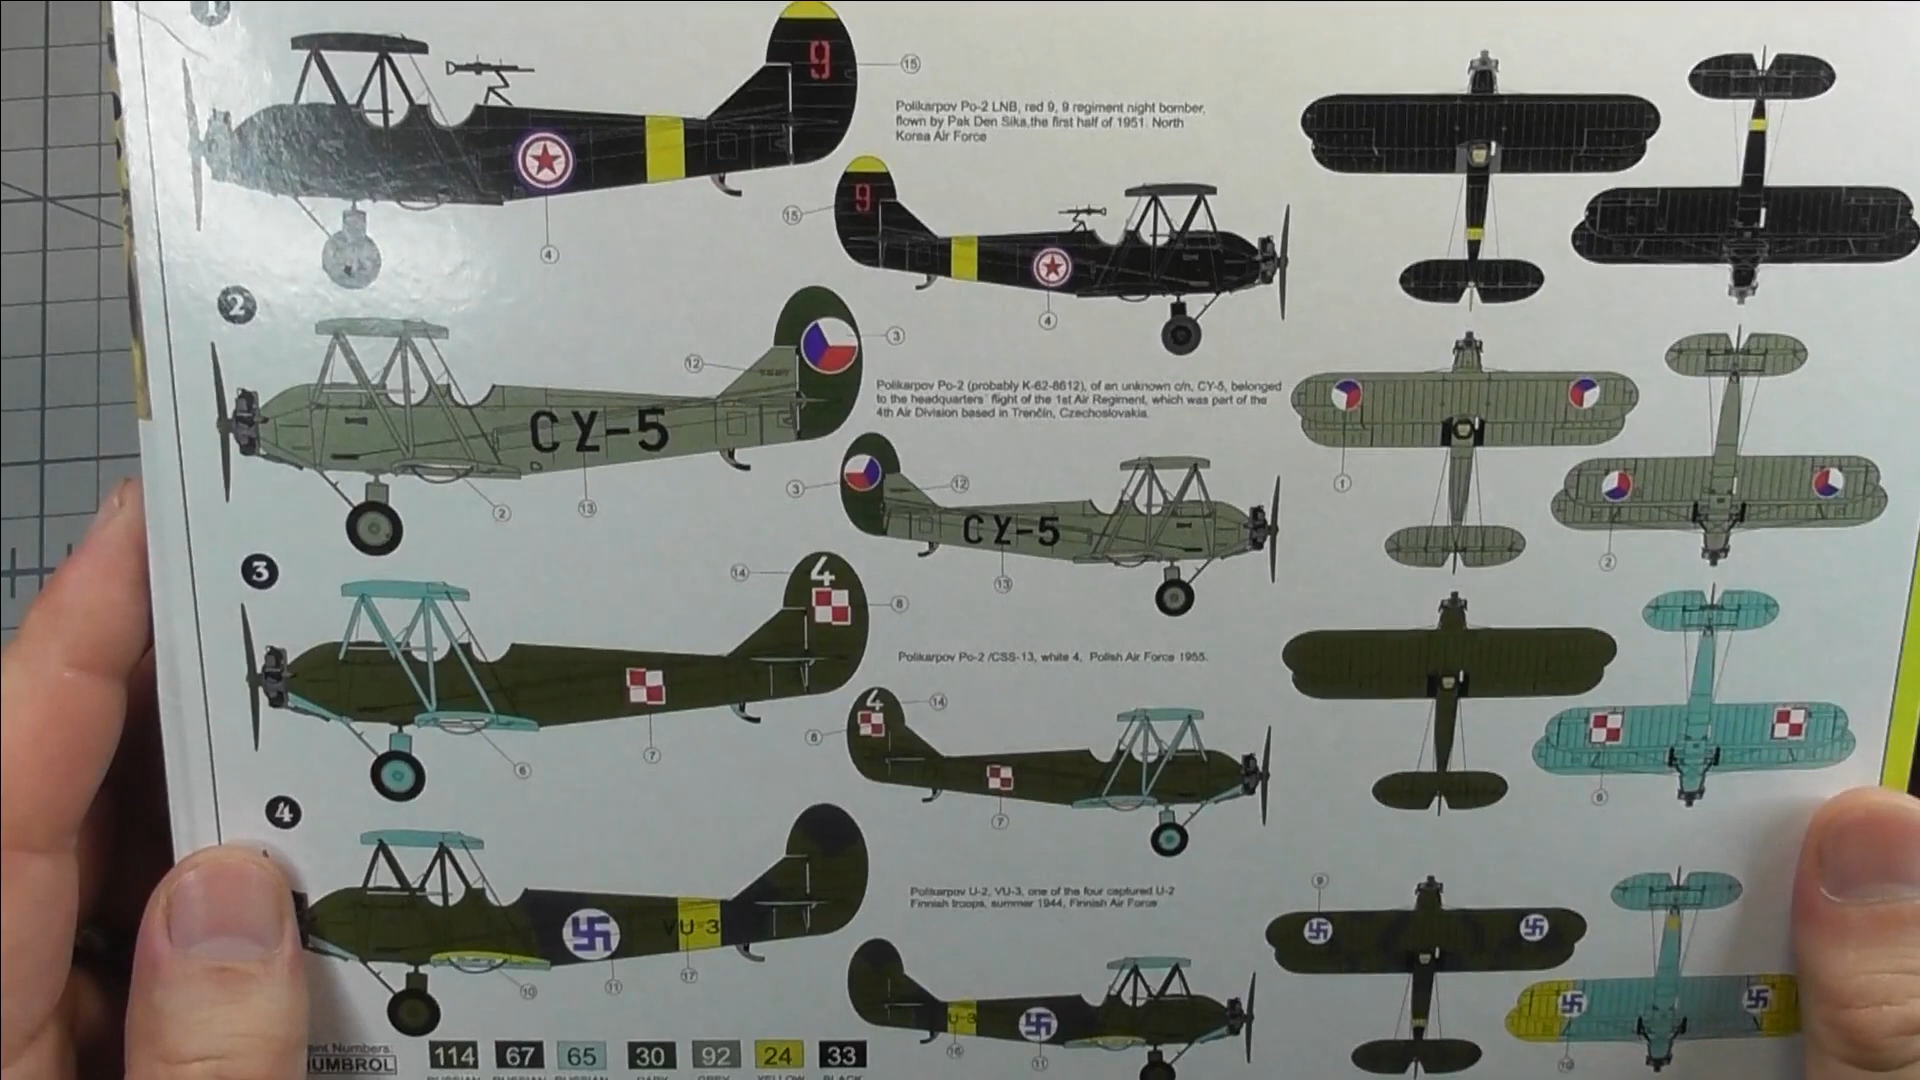 1
9
15
Polikarpov Po-2 LNB, red 9, 9 regiment night bomber,
flown by Pak Den Sika,the first half of 1951. North
Korea Air Force
4
9
15
4
2
3
12
CY-5
2
13
Polikarpov Po-2 (probably K-62-8612), of an unknown c/n, CY-5, belonged
to the headquarters' flight of the 1st Air Regiment, which was part of the
4th Air Division based in Trenčín, Czechoslovakia.
3
12
CY-5
13
1
2
3
14
4
8
7
6
Polikarpov Po-2 /CSS-13, white 4, Polish Air Force 1955.
4
14
8
7
6
4
VU-3
10
11
17
Polikarpov U-2, VU-3, one of the four captured U-2
Finnish troops, summer 1944, Finnish Air Force
U-3
16
11
9
10
int Numbers:
UMBROL
114 67 65 30 92 24 33